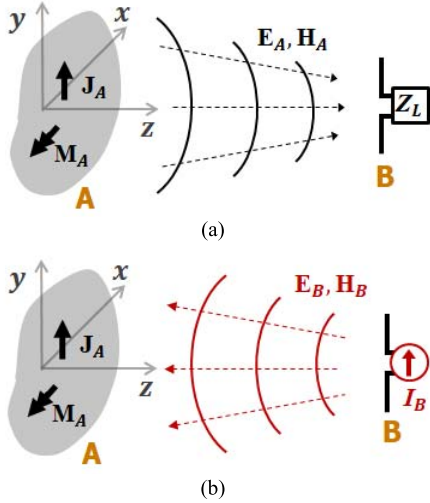 y
x
E_A, H_A
J_A
z
Z_L
M_A
A
B
(a)
y
x
E_B, H_B
J_A
z
I_B
M_A
A
B
(b)